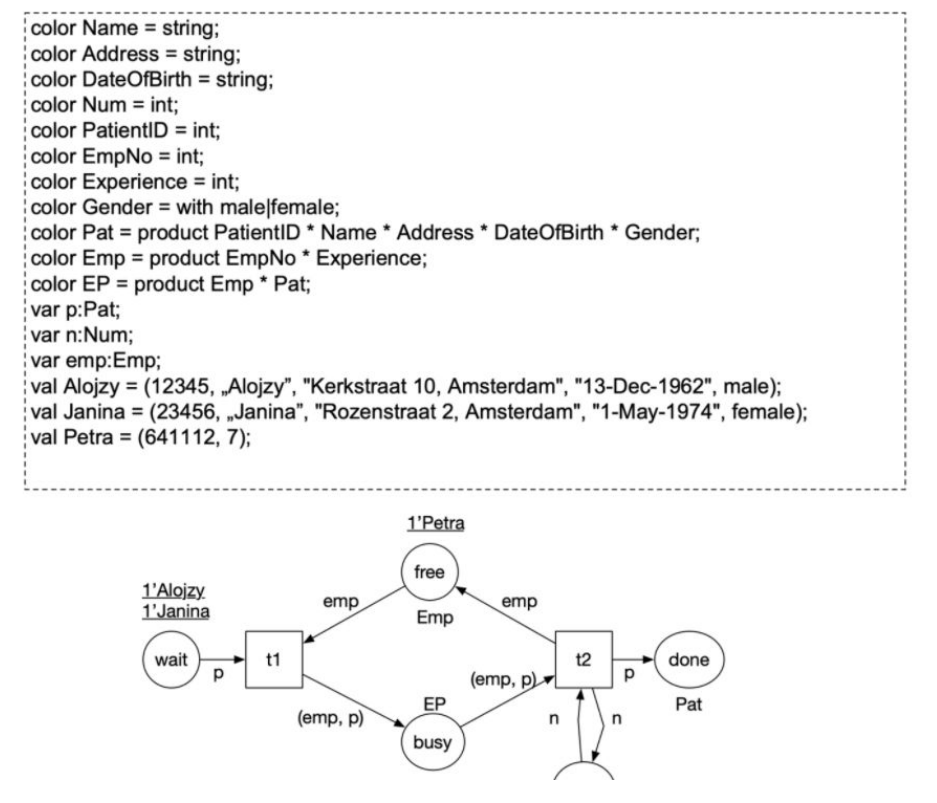 color Name = string;
color Address = string;
color DateOfBirth = string;
color Num = int;
color PatientID = int;
color EmpNo = int;
color Experience = int;
color Gender = with male|female;
color Pat = product PatientID * Name * Address * DateOfBirth * Gender;
color Emp = product EmpNo * Experience;
color EP = product Emp * Pat;
var p:Pat;
var n:Num;
var emp:Emp;
val Alojzy = (12345, „Alojzy”, "Kerkstraat 10, Amsterdam", "13-Dec-1962", male);
val Janina = (23456, „Janina”, "Rozenstraat 2, Amsterdam", "1-May-1974", female);
val Petra = (641112, 7);
1'Petra
free
1'Alojzy
1'Janina
emp
emp
Emp
wait
t1
t2
done
p
(emp, p)
p
EP
Pat
(emp, p)
n
n
busy